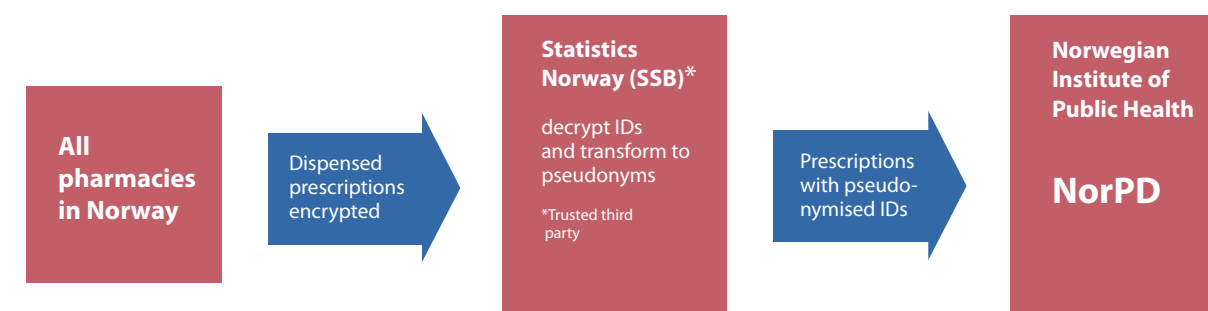 All
pharmacies
in Norway
Dispensed
prescriptions
encrypted
Statistics
Norway (SSB)*
decrypt IDs
and transform to
pseudonyms
*Trusted third
party
Prescriptions
with pseudo-
nymised IDs
Norwegian
Institute of
Public Health
NorPD